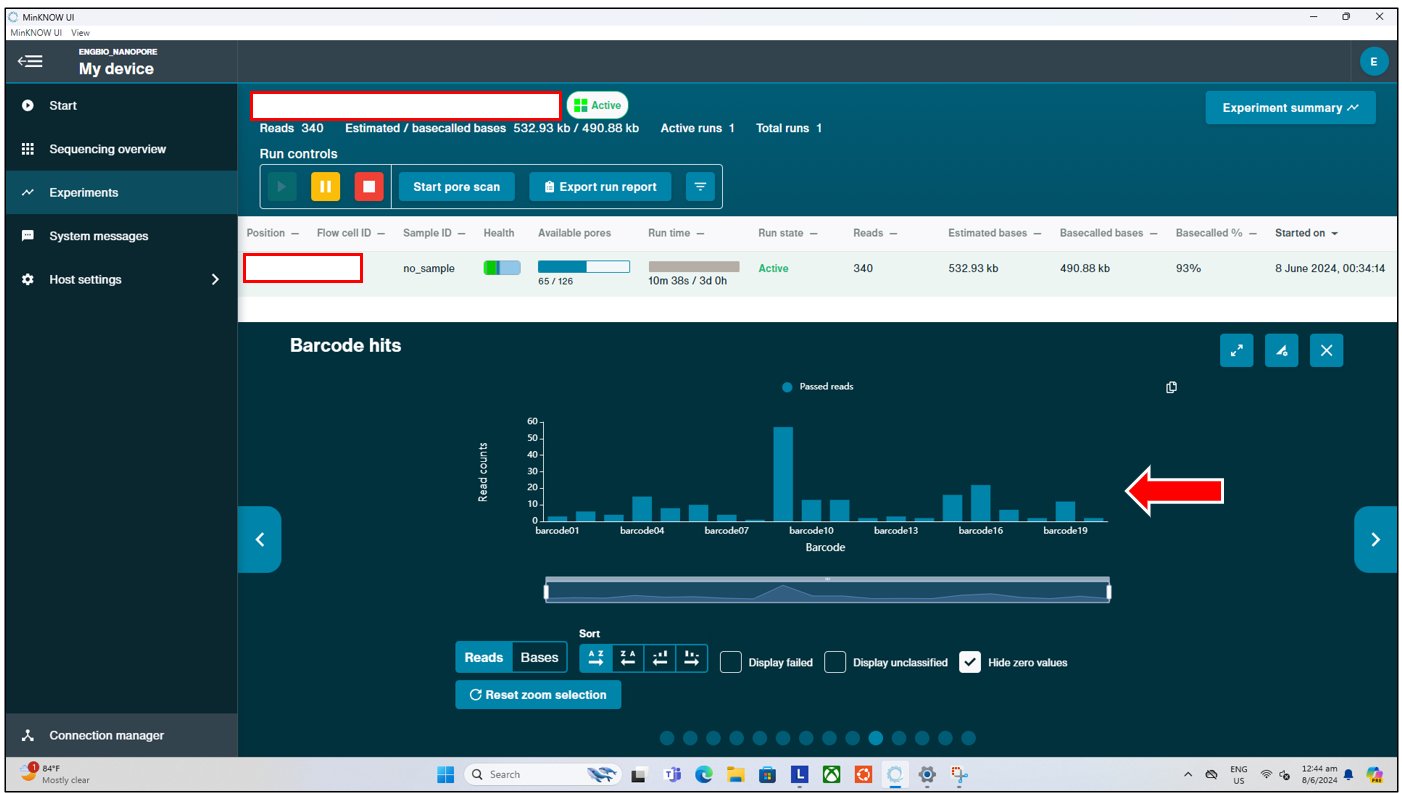 MinKNOW UI
MinKNOW UI View
ENGBIO_NANOPORE
My device
E
Start
Sequencing overview
Experiments
System messages
Host settings
Connection manager
Active
Experiment summary
Reads 340 Estimated / basecalled bases 532.93 kb / 490.88 kb Active runs 1 Total runs 1
Run controls
Start pore scan Export run report
Position Flow cell ID Sample ID Health Available pores Run time Run state Reads Estimated bases Basecalled bases Basecalled % Started on
no_sample 65 / 126 10m 38s / 3d 0h Active 340 532.93 kb 490.88 kb 93% 8 June 2024, 00:34:14
Barcode hits
Passed reads
Read counts
60
50
40
30
20
10
0
barcode01 barcode04 barcode07 barcode10 barcode13 barcode16 barcode19
Barcode
Sort
Reads Bases A Z Z A Display failed Display unclassified Hide zero values
Reset zoom selection
1 84°F
Mostly clear
Search
ENG
US
12:44 am
8/6/2024
PRE